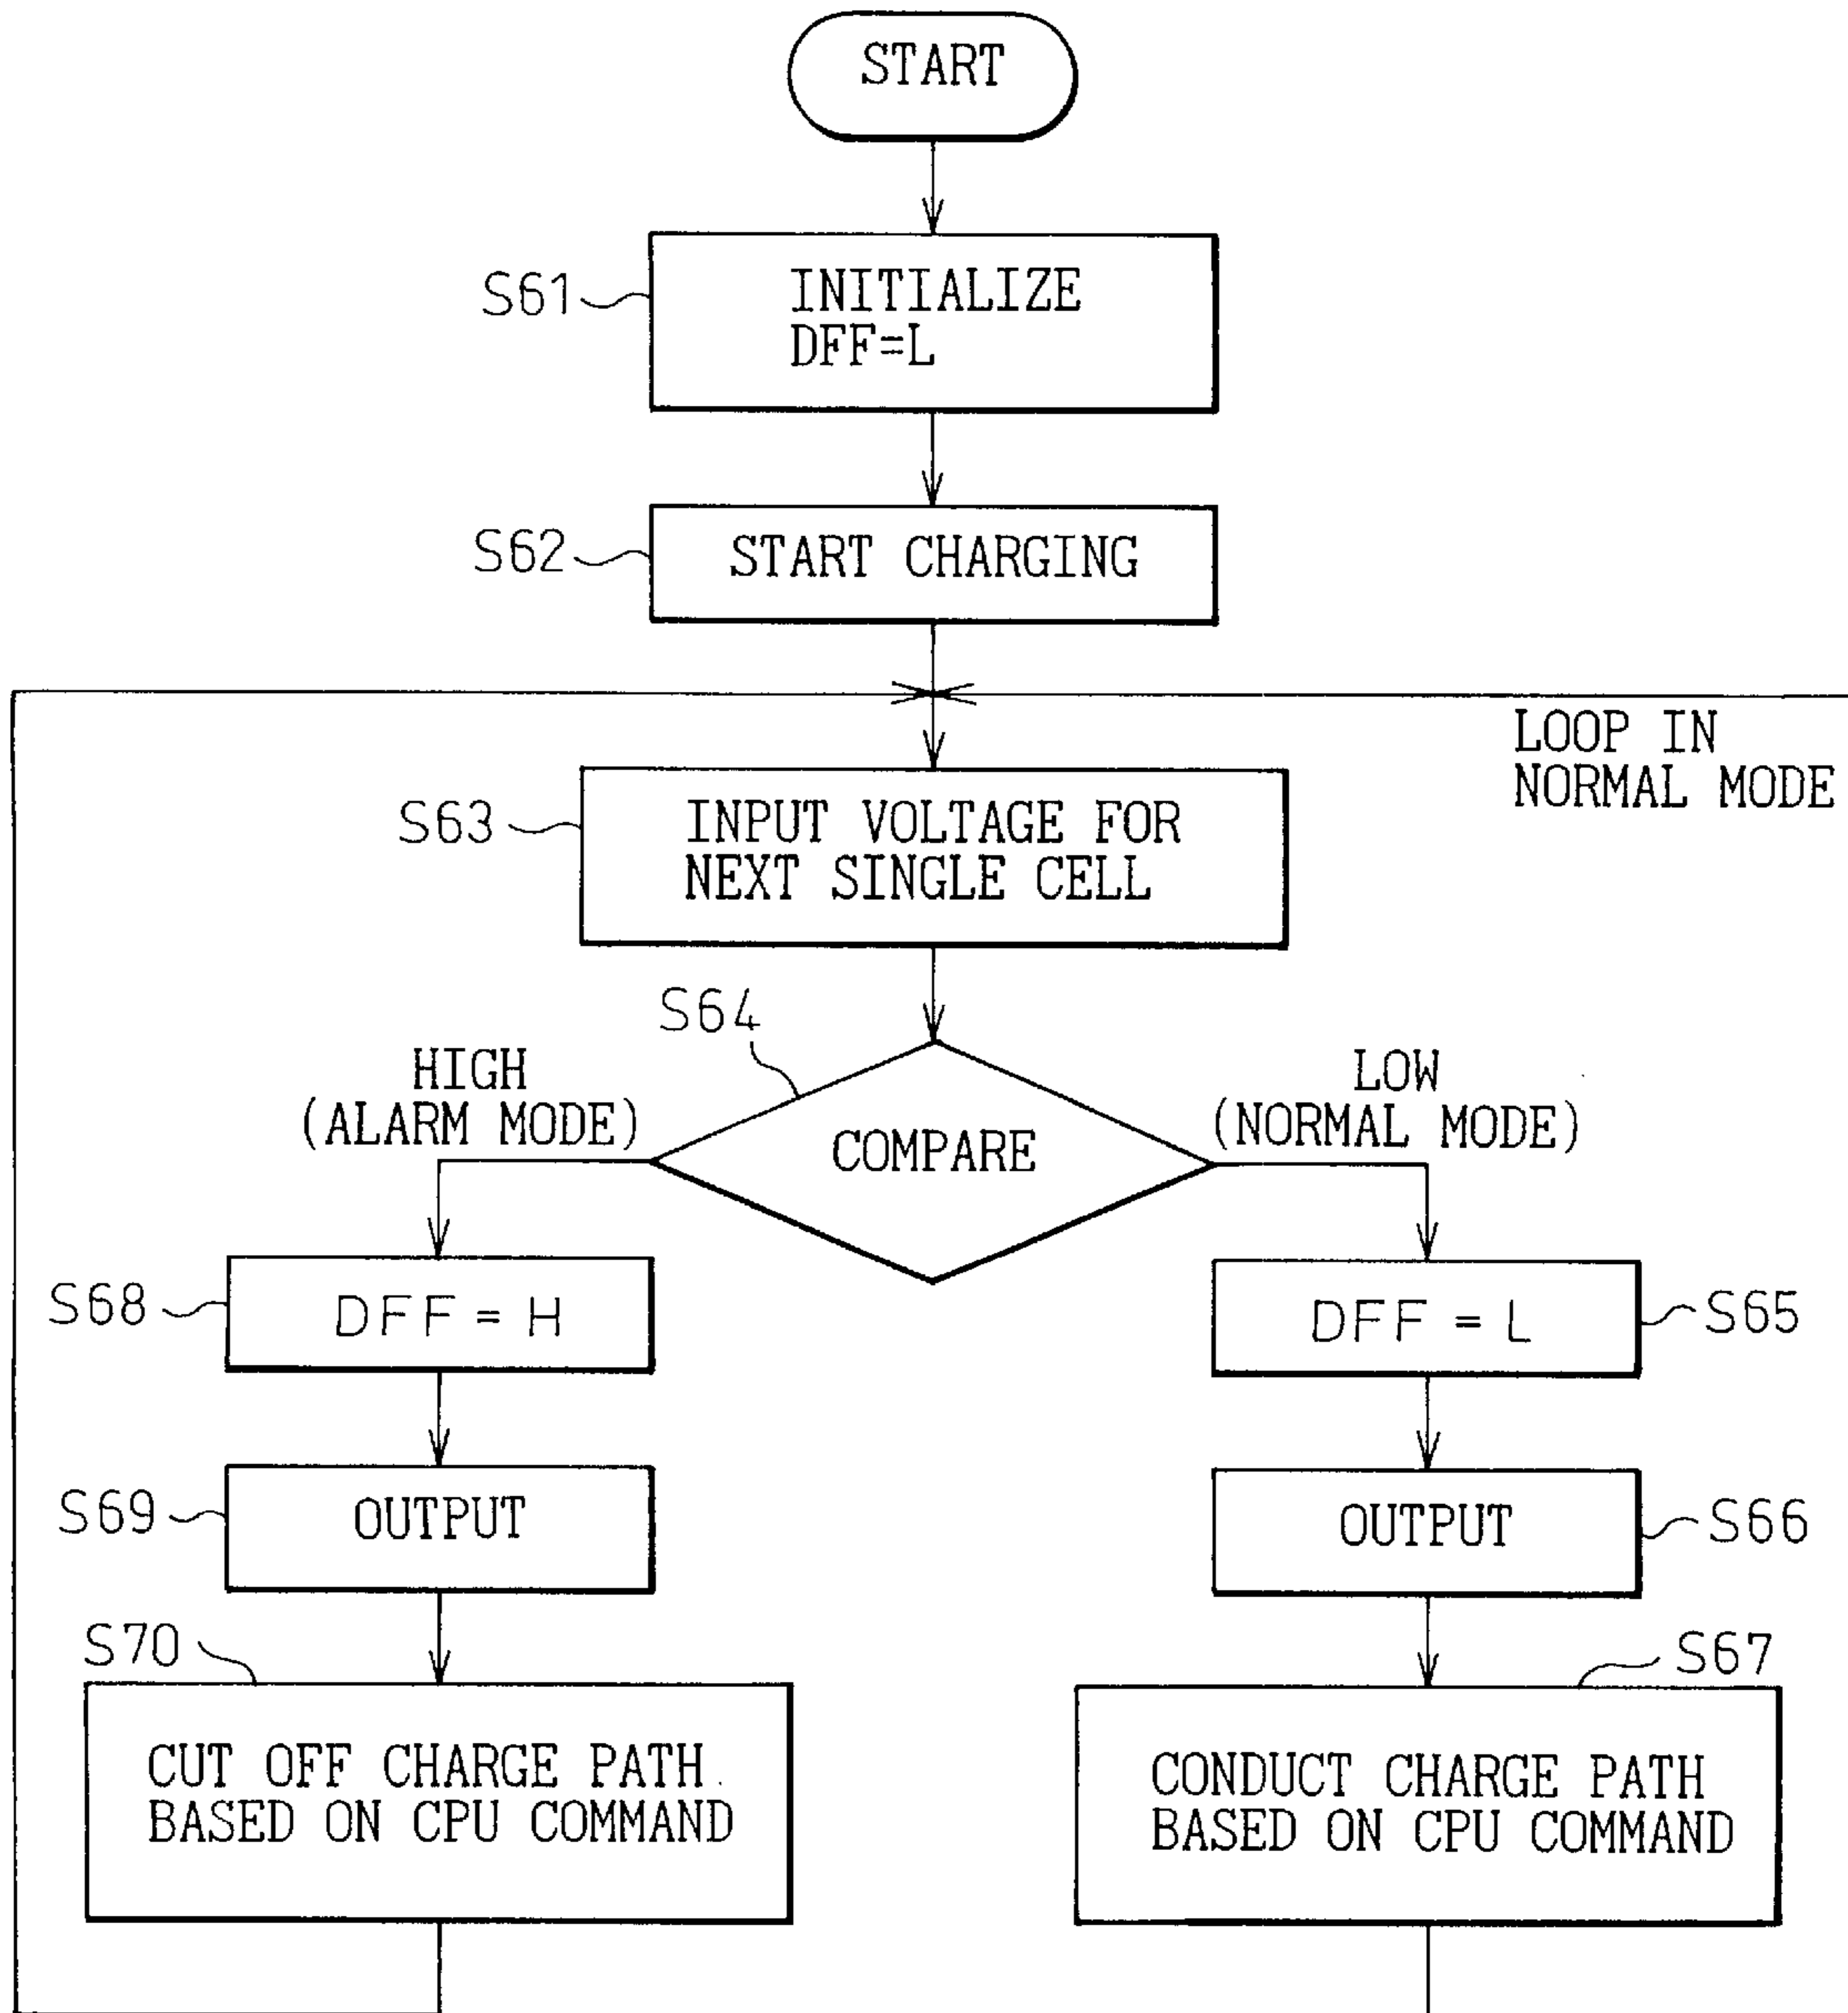 START
S61
INITIALIZE
DFF=L
S62
START CHARGING
LOOP IN
NORMAL MODE
S63
INPUT VOLTAGE FOR
NEXT SINGLE CELL
S64
HIGH
(ALARM MODE)
COMPARE
LOW
(NORMAL MODE)
S68
DFF = H
DFF = L
S65
S69
OUTPUT
OUTPUT
S66
S70
CUT OFF CHARGE PATH
BASED ON CPU COMMAND
S67
CONDUCT CHARGE PATH
BASED ON CPU COMMAND